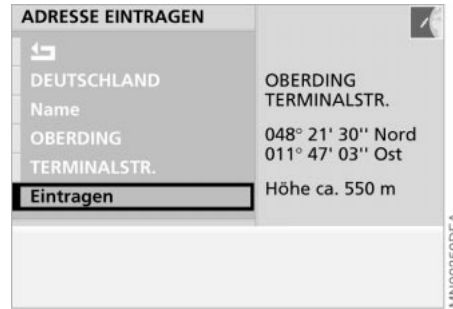 ADRESSE EINTRAGEN
DEUTSCHLAND
Name
OBERDING
TERMINALSTR.
Eintragen
OBERDING
TERMINALSTR.
048° 21' 30'' Nord
011° 47' 03'' Ost
Höhe ca. 550 m